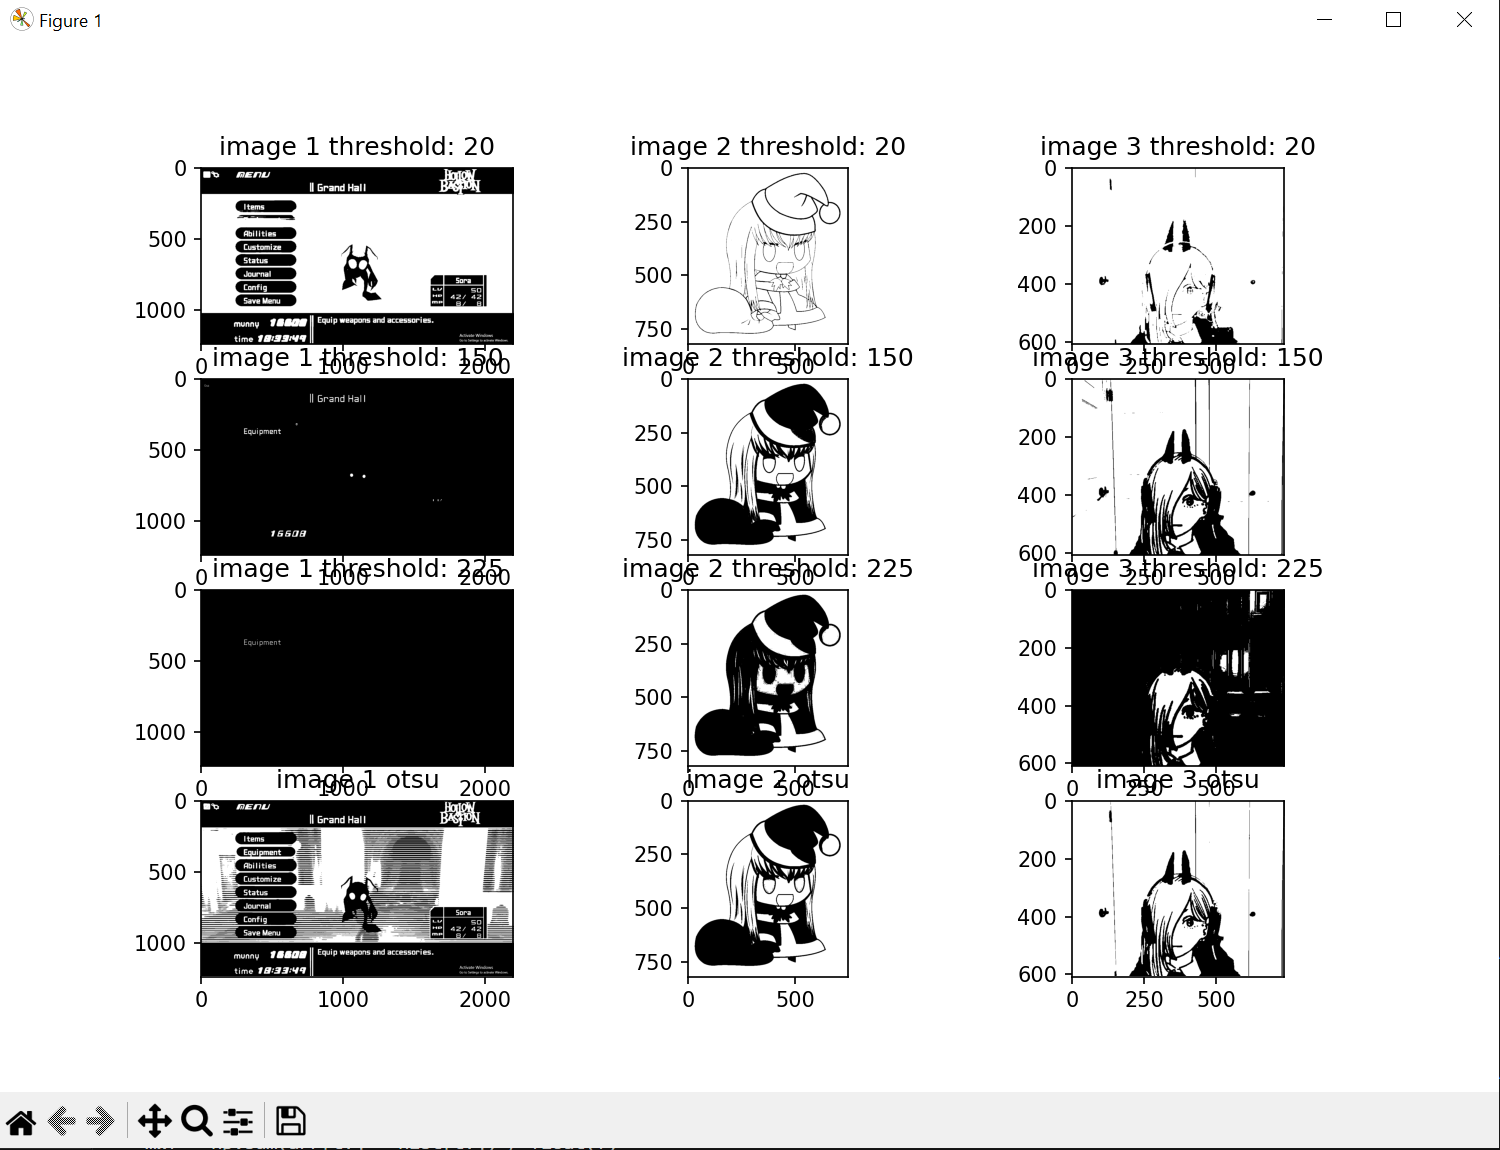 Figure 1
image 1 threshold: 20
image 2 threshold: 20
image 3 threshold: 20
0
500
1000
0
1000
2000
MENU
Grand Hall
HOLLOW BASTION
Items
Abilities
Customize
Status
Journal
Config
Save Menu
Sora
LV 50
HP 42/ 42
MP 8/ 8
munny 16608
time 18:33:49
Equip weapons and accessories.
Activate Windows
Go to Settings to activate Windows.
0
250
500
750
0
500
0
200
400
600
0
250
500
image 1 threshold: 150
image 2 threshold: 150
image 3 threshold: 150
0
500
1000
0
1000
2000
Grand Hall
Equipment
16608
0
250
500
750
0
500
0
200
400
600
0
250
500
image 1 threshold: 225
image 2 threshold: 225
image 3 threshold: 225
0
500
1000
0
1000
2000
Equipment
0
250
500
750
0
500
0
200
400
600
0
250
500
image 1 otsu
image 2 otsu
image 3 otsu
0
500
1000
0
1000
2000
MENU
Grand Hall
HOLLOW BASTION
Items
Equipment
Abilities
Customize
Status
Journal
Config
Save Menu
Sora
LV 50
HP 42/ 42
MP 8/ 8
munny 16608
time 18:33:49
Equip weapons and accessories.
Activate Windows
Go to Settings to activate Windows.
0
250
500
750
0
500
0
200
400
600
0
250
500